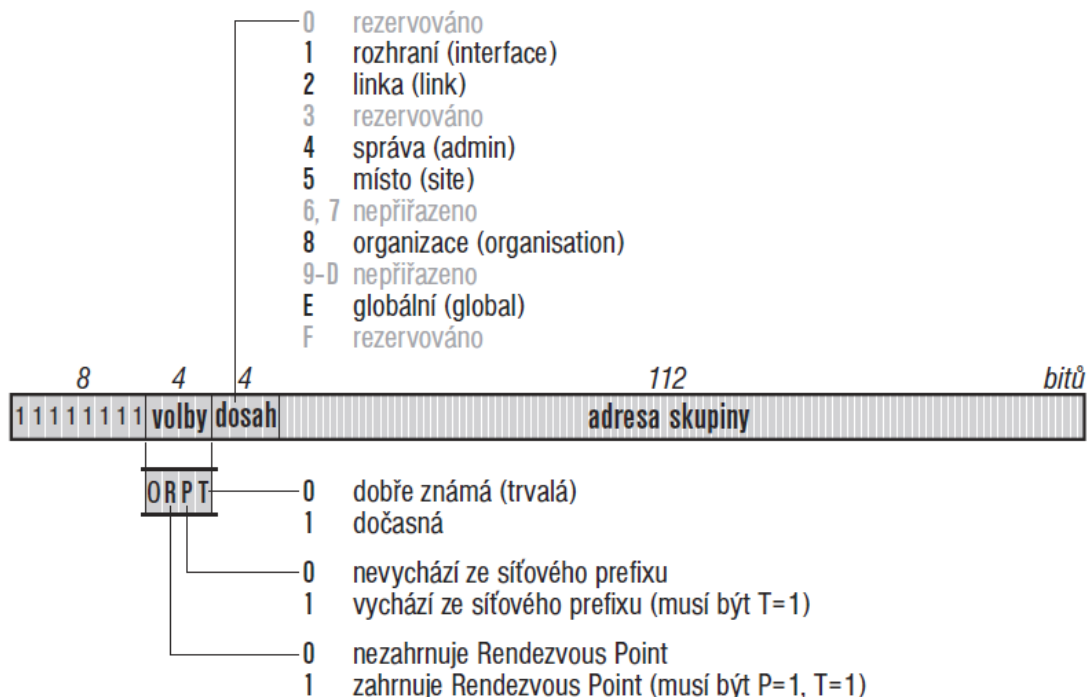 0 rezervováno
1 rozhraní (interface)
2 linka (link)
3 rezervováno
4 správa (admin)
5 místo (site)
6, 7 nepřiřazeno
8 organizace (organisation)
9-D nepřiřazeno
E globální (global)
F rezervováno
8 4 4 112 bitů
1 1 1 1 1 1 1 1 volby dosah adresa skupiny
0 R P T 0 dobře známá (trvalá)
1 dočasná
0 nevychází ze síťového prefixu
1 vychází ze síťového prefixu (musí být T=1)
0 nezahrnuje Rendezvous Point
1 zahrnuje Rendezvous Point (musí být P=1, T=1)